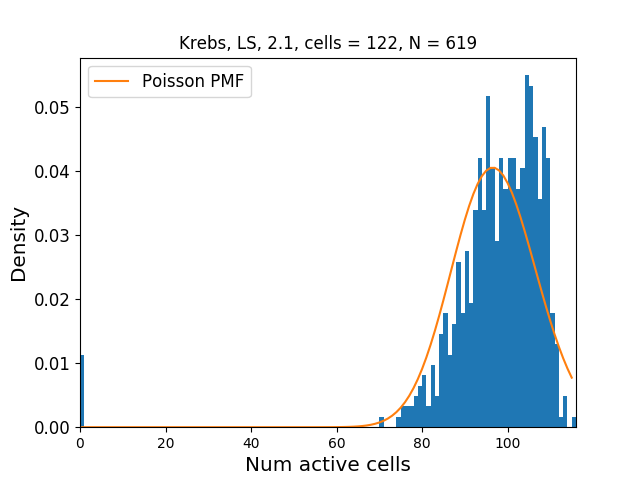 Krebs, LS, 2.1, cells = 122, N = 619
Poisson PMF
Density
0.05
0.04
0.03
0.02
0.01
0.00
0 20 40 60 80 100
Num active cells